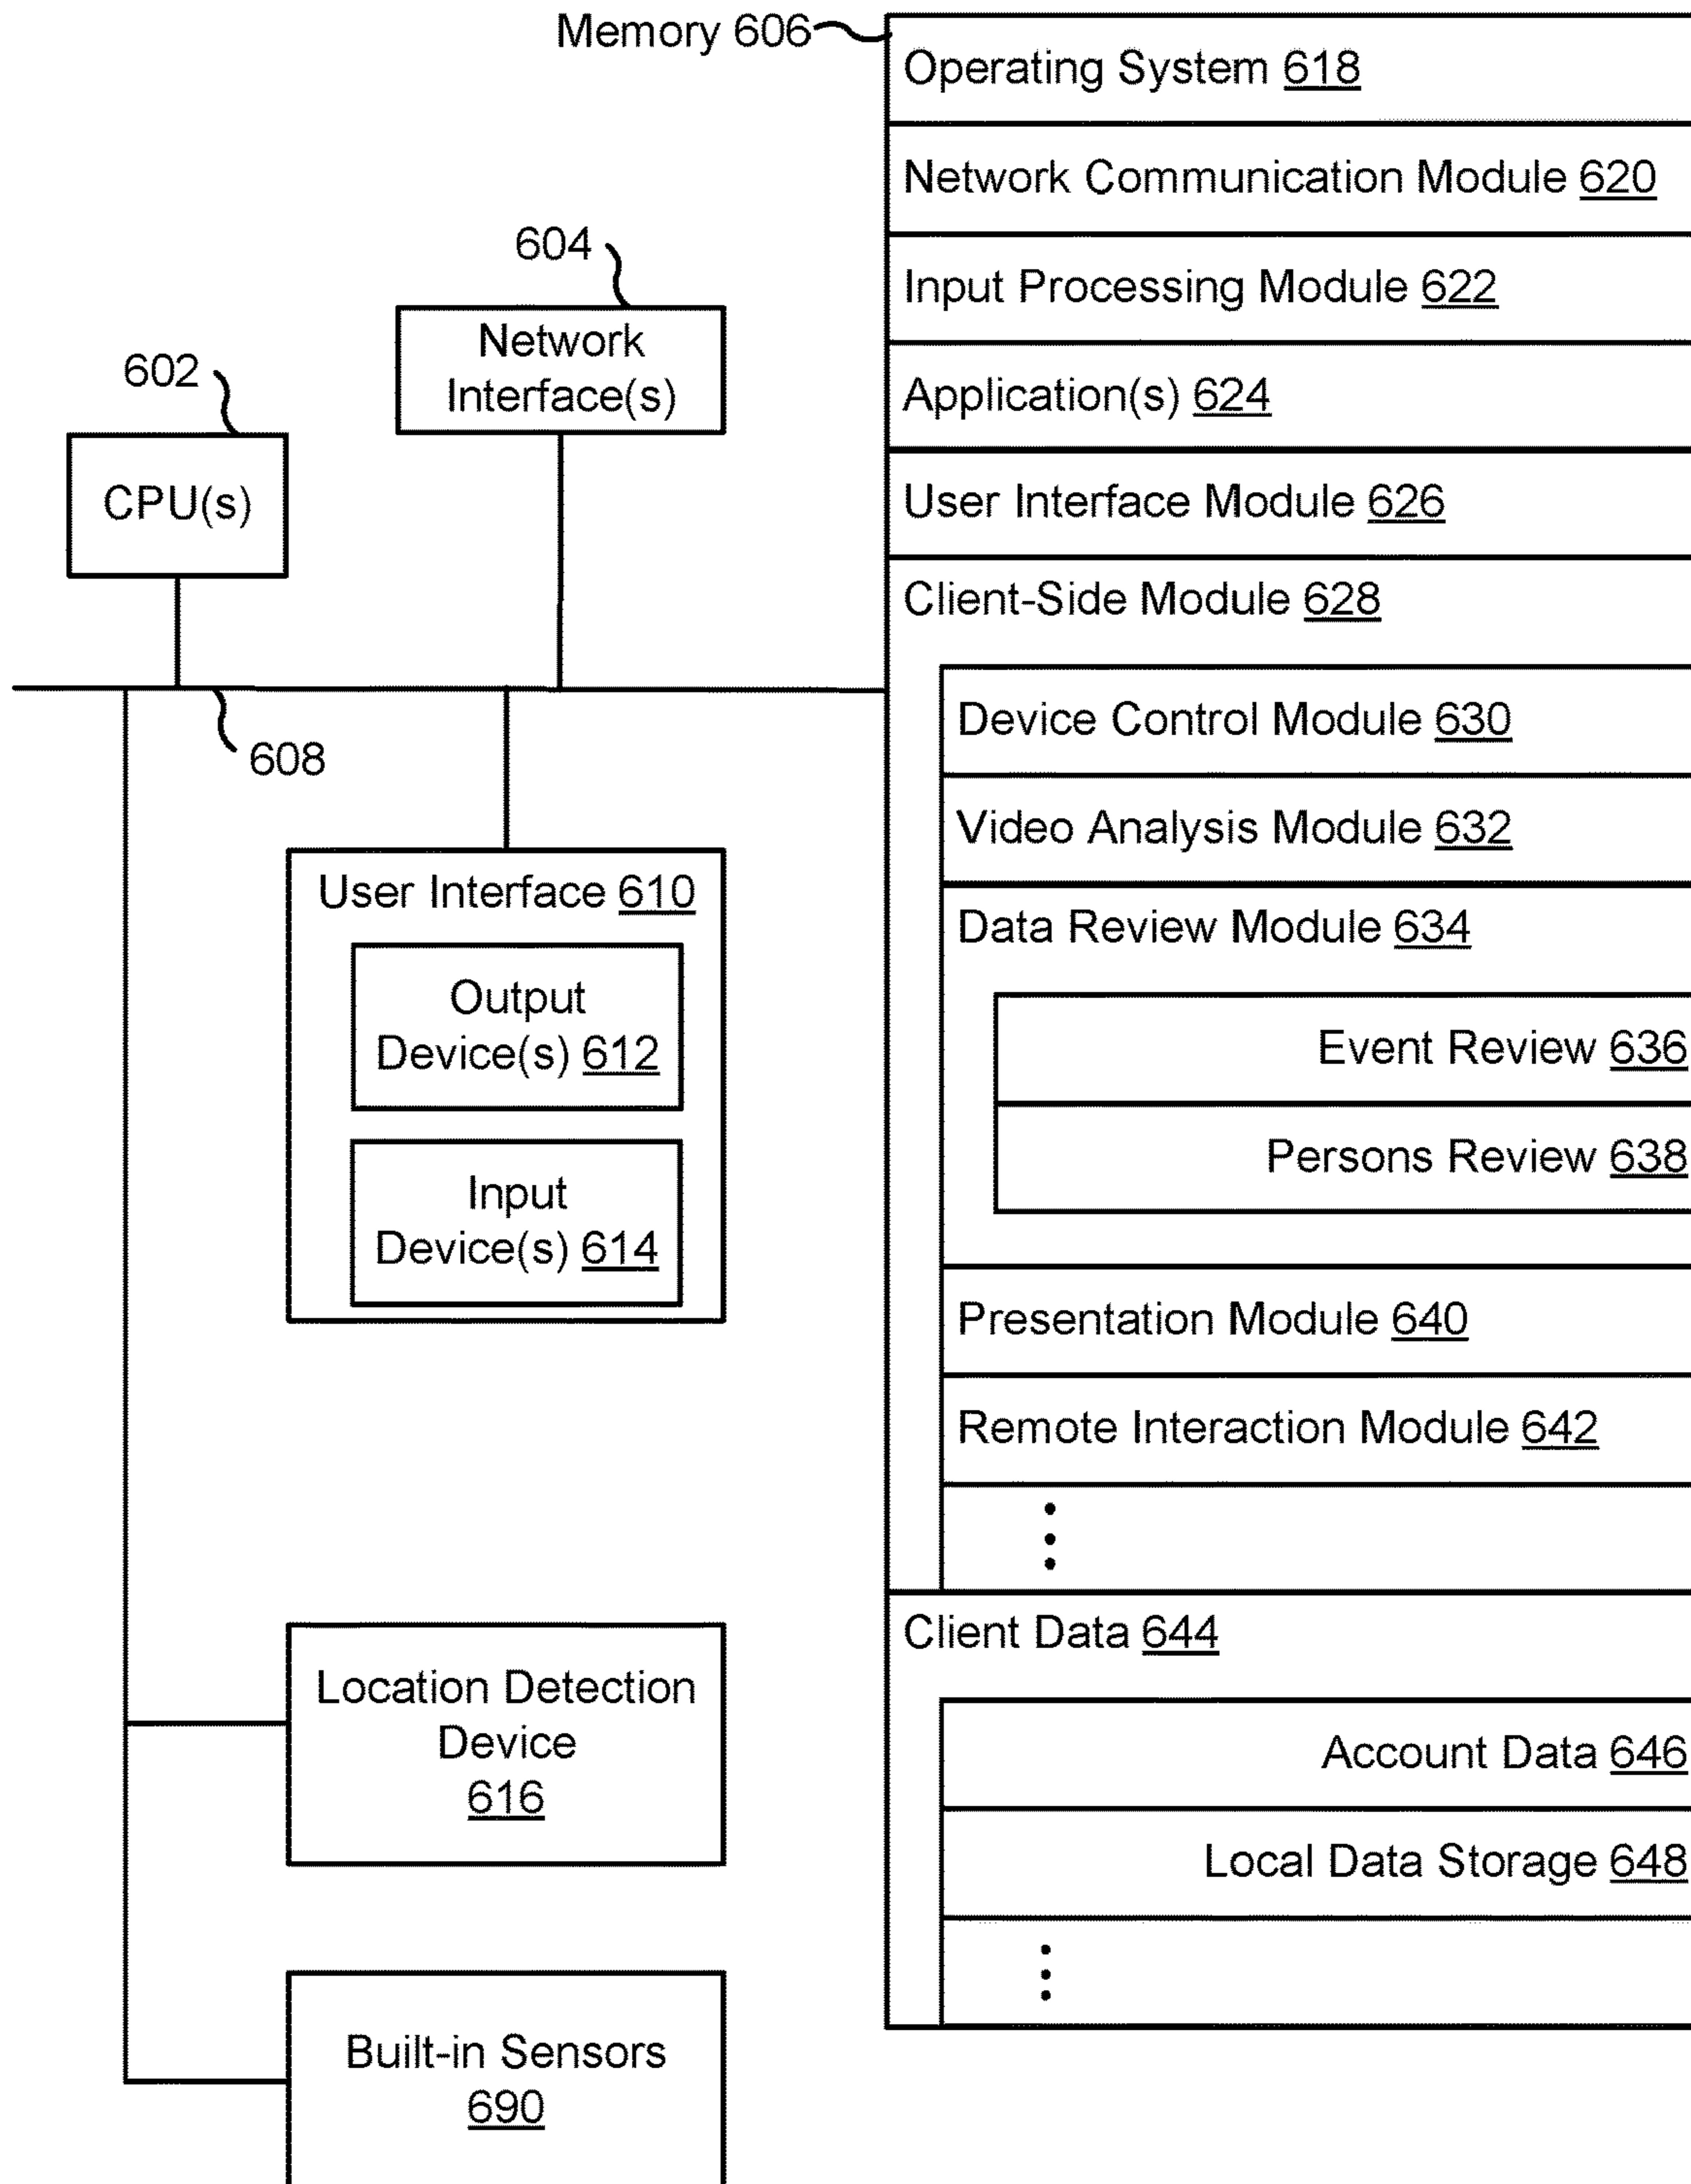 Memory 606
604
Network
Interface(s)
602
CPU(s)
608
User Interface 610
Output
Device(s) 612
Input
Device(s) 614
Location Detection
Device
616
Built-in Sensors
690
Operating System 618
Network Communication Module 620
Input Processing Module 622
Application(s) 624
User Interface Module 626
Client-Side Module 628
Device Control Module 630
Video Analysis Module 632
Data Review Module 634
Event Review 636
Persons Review 638
Presentation Module 640
Remote Interaction Module 642
Client Data 644
Account Data 646
Local Data Storage 648